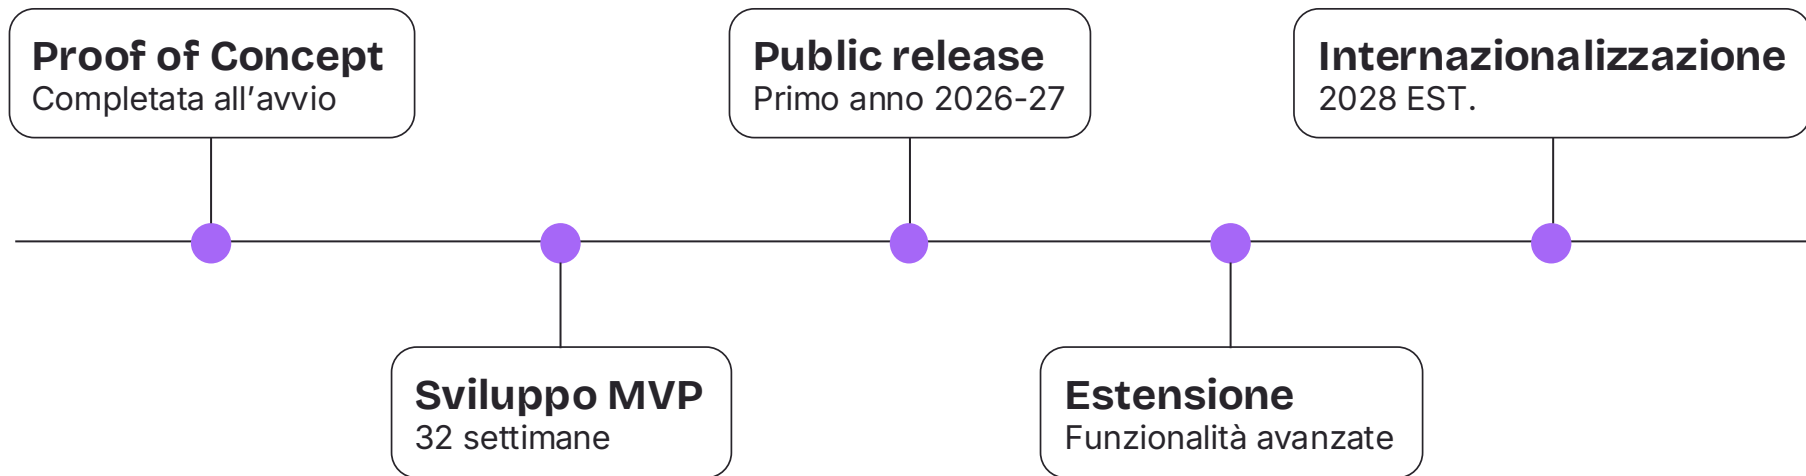 Proof of Concept
Completata all’avvio
Sviluppo MVP
32 settimane
Public release
Primo anno 2026-27
Estensione
Funzionalità avanzate
Internazionalizzazione
2028 EST.